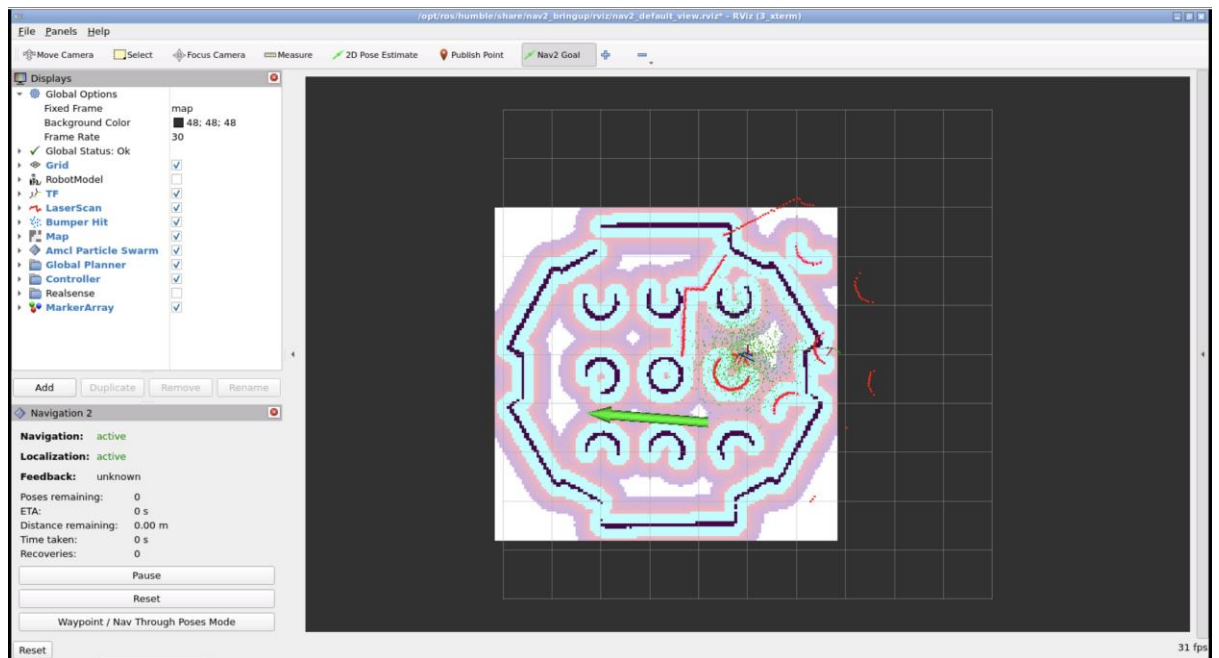 /opt/ros/humble/share/nav2_bringup/rviz/nav2_default_view.rviz* - RViz (3_xterm)
File Panels Help
Move Camera Select Focus Camera Measure 2D Pose Estimate Publish Point Nav2 Goal
Displays
Global Options
Fixed Frame map
Background Color 48; 48; 48
Frame Rate 30
Global Status: Ok
Grid
RobotModel
TF
LaserScan
Bumper Hit
Map
Amcl Particle Swarm
Global Planner
Controller
Realsense
MarkerArray
Add Duplicate Remove Rename
Navigation 2
Navigation: active
Localization: active
Feedback: unknown
Poses remaining: 0
ETA: 0 s
Distance remaining: 0.00 m
Time taken: 0 s
Recoveries: 0
Pause
Reset
Waypoint / Nav Through Poses Mode
Reset 31 fps